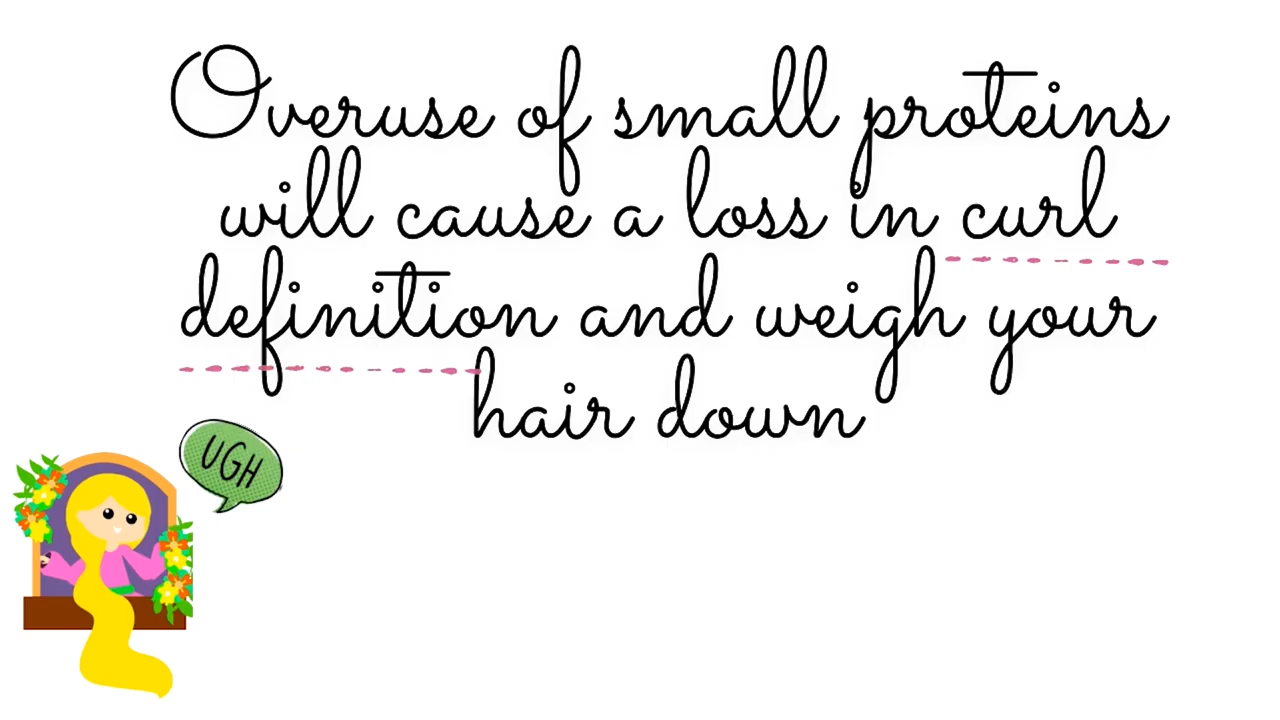 Overuse of small proteins
will cause a loss in curl
definition and weigh your
hair down
UGH